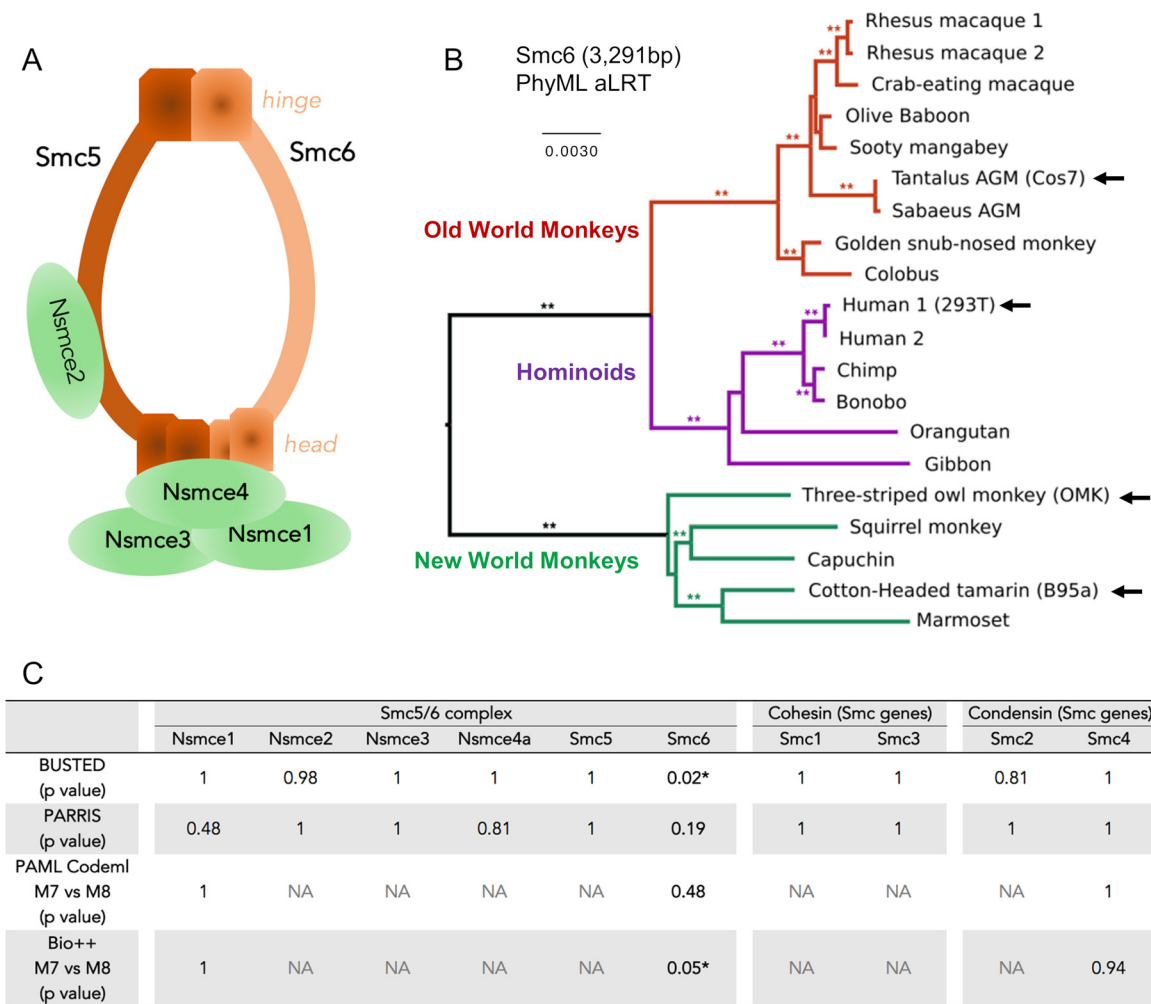 A
hinge
Smc5
Smc6
Nsmce2
head
Nsmce4
Nsmce3
Nsmce1
B
Smc6 (3,291bp)
PhyML aLRT
0.0030
Old World Monkeys
Hominoids
New World Monkeys
**
**
Rhesus macaque 1
Rhesus macaque 2
Crab-eating macaque
Olive Baboon
**
Sooty mangabey
**
**
Tantalus AGM (Cos7)
Sabaeus AGM
**
Golden snub-nosed monkey
Colobus
**
**
Human 1 (293T)
**
Human 2
Chimp
**
Bonobo
**
Orangutan
Gibbon
**
Three-striped owl monkey (OMK)
**
Squirrel monkey
Capuchin
**
Cotton-Headed tamarin (B95a)
Marmoset
C
Smc5/6 complex Cohesin (Smc genes) Condensin (Smc genes)
Nsmce1 Nsmce2 Nsmce3 Nsmce4a Smc5 Smc6 Smc1 Smc3 Smc2 Smc4
BUSTED
(p value) 1 0.98 1 1 1 0.02* 1 1 0.81 1
PARRIS
(p value) 0.48 1 1 0.81 1 0.19 1 1 1 1
PAML Codeml
M7 vs M8 1 NA NA NA NA 0.48 NA NA NA 1
(p value)
Bio++
M7 vs M8 1 NA NA NA NA 0.05* NA NA NA 0.94
(p value)